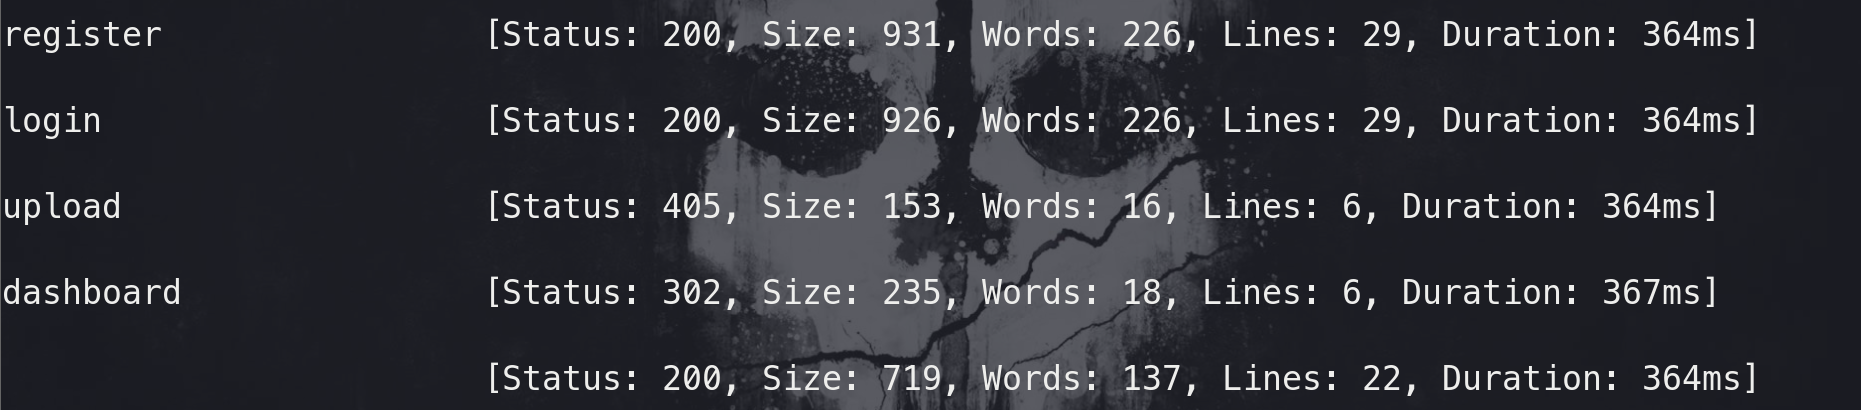 register [Status: 200, Size: 931, Words: 226, Lines: 29, Duration: 364ms]
login [Status: 200, Size: 926, Words: 226, Lines: 29, Duration: 364ms]
upload [Status: 405, Size: 153, Words: 16, Lines: 6, Duration: 364ms]
dashboard [Status: 302, Size: 235, Words: 18, Lines: 6, Duration: 367ms]
[Status: 200, Size: 719, Words: 137, Lines: 22, Duration: 364ms]